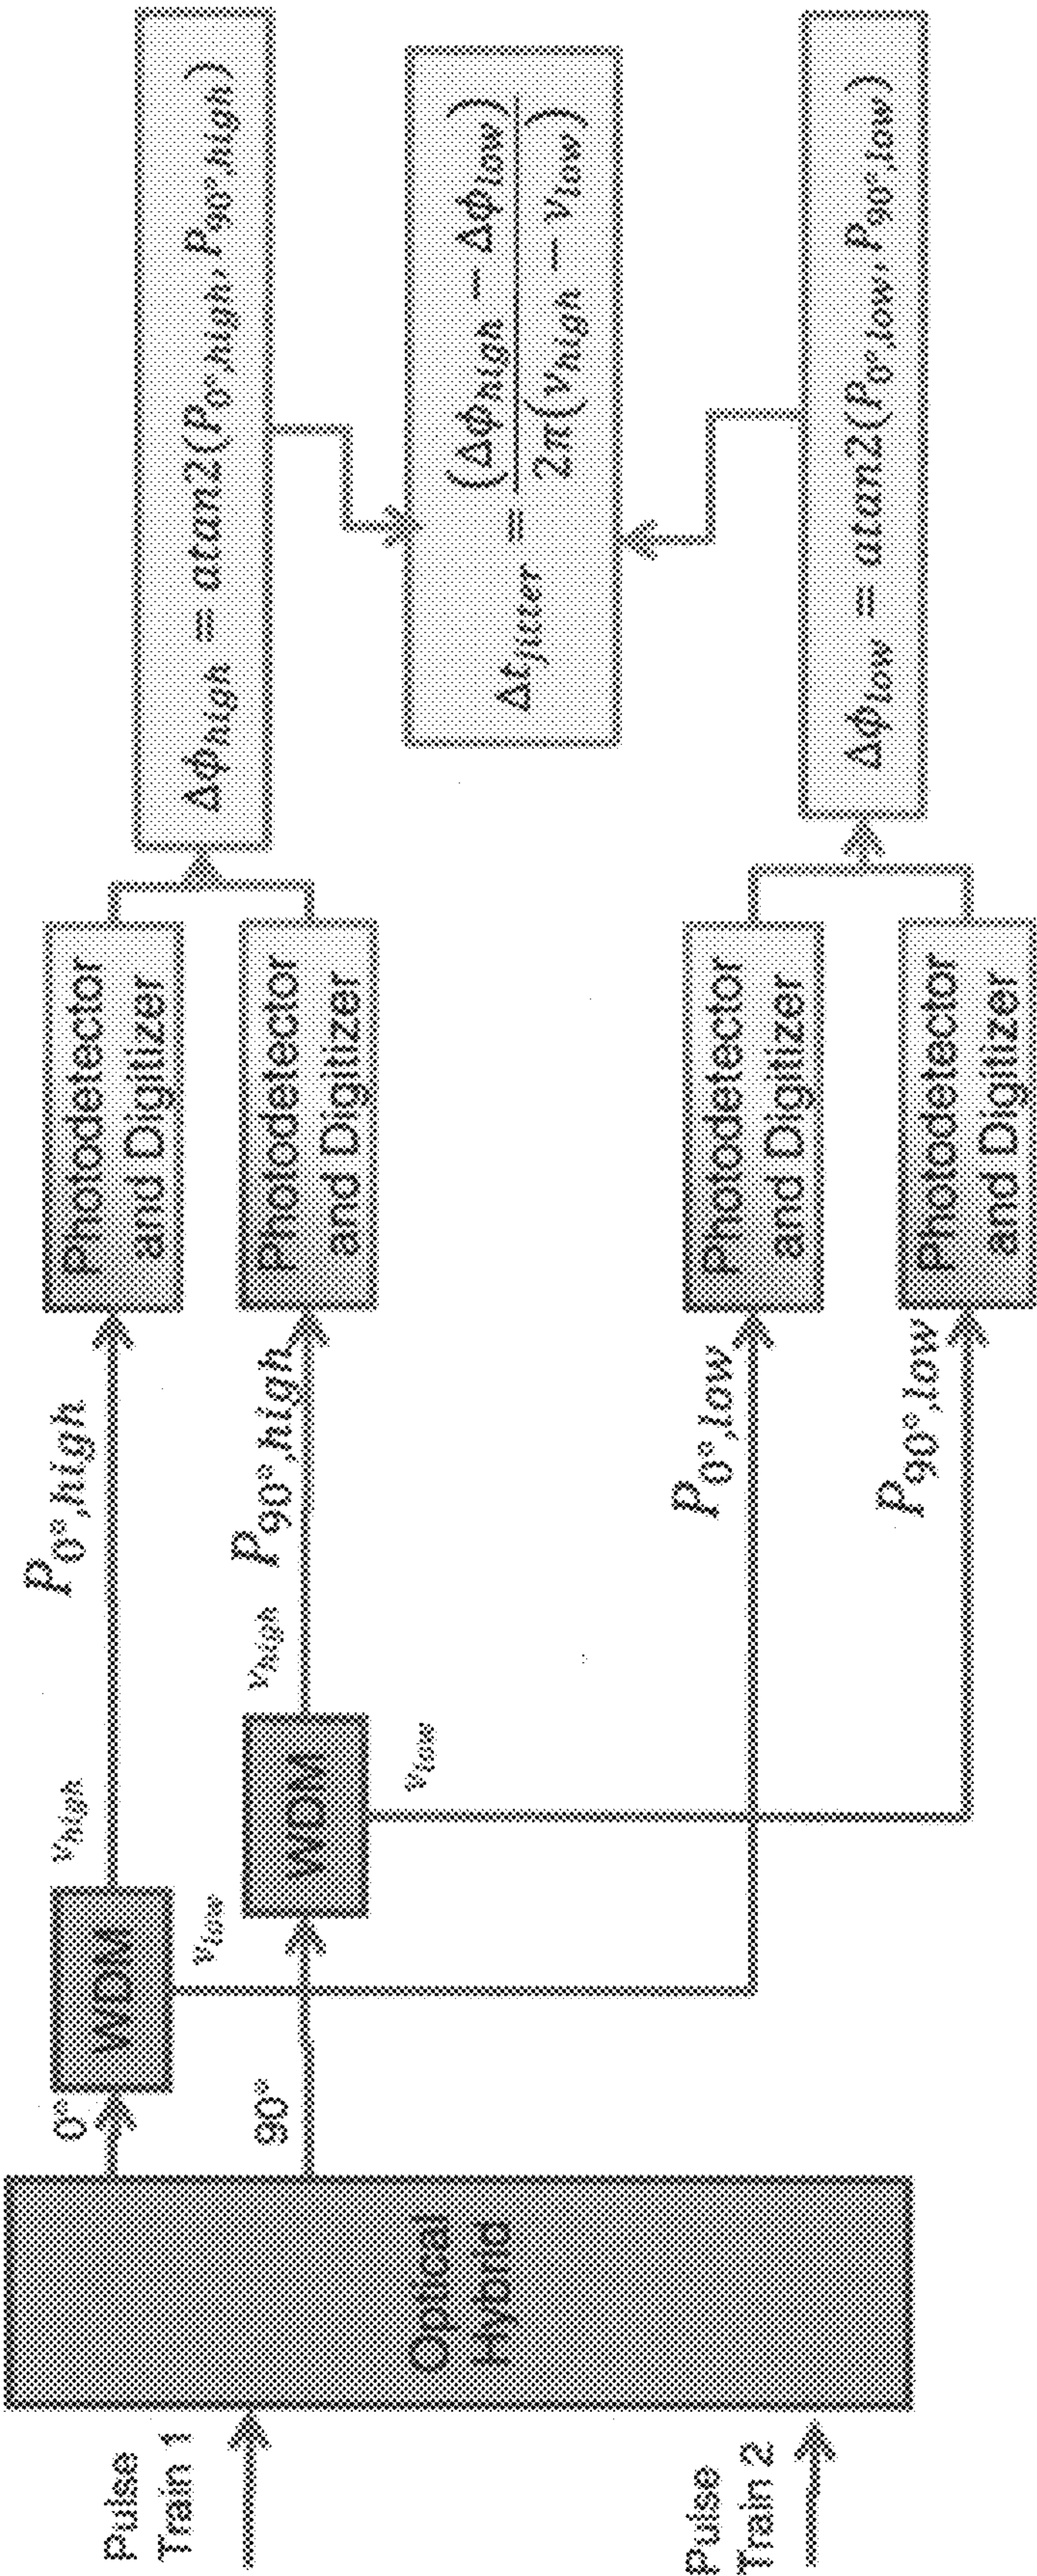 Pulse
Train 1
Pulse
Train 2
Optical
Hybrid
0°
90°
WDM
WDM
ν_high
ν_low
ν_high
ν_low
P_0°,high
P_90°,high
P_0°,low
P_90°,low
Photodetector
and Digitizer
Photodetector
and Digitizer
Photodetector
and Digitizer
Photodetector
and Digitizer
Δϕ_high = atan2(P_0°,high, P_90°,high)
Δt_jitter = (Δϕ_high − Δϕ_low) / 2π(ν_high − ν_low)
Δϕ_low = atan2(P_0°,low, P_90°,low)